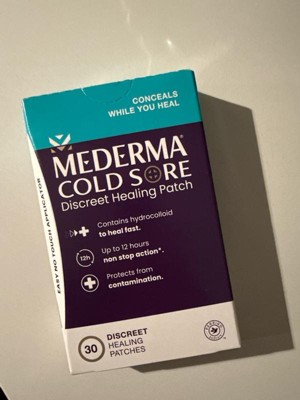 CONCEALS
WHILE YOU HEAL
MEDERMA®
COLD SORE
Discreet Healing Patch
Contains hydrocolloid
to heal fast.
12h
Up to 12 hours
non stop action*.
Protects from
contamination.
30
DISCREET
HEALING
PATCHES
EASY NO TOUCH APPLICATOR